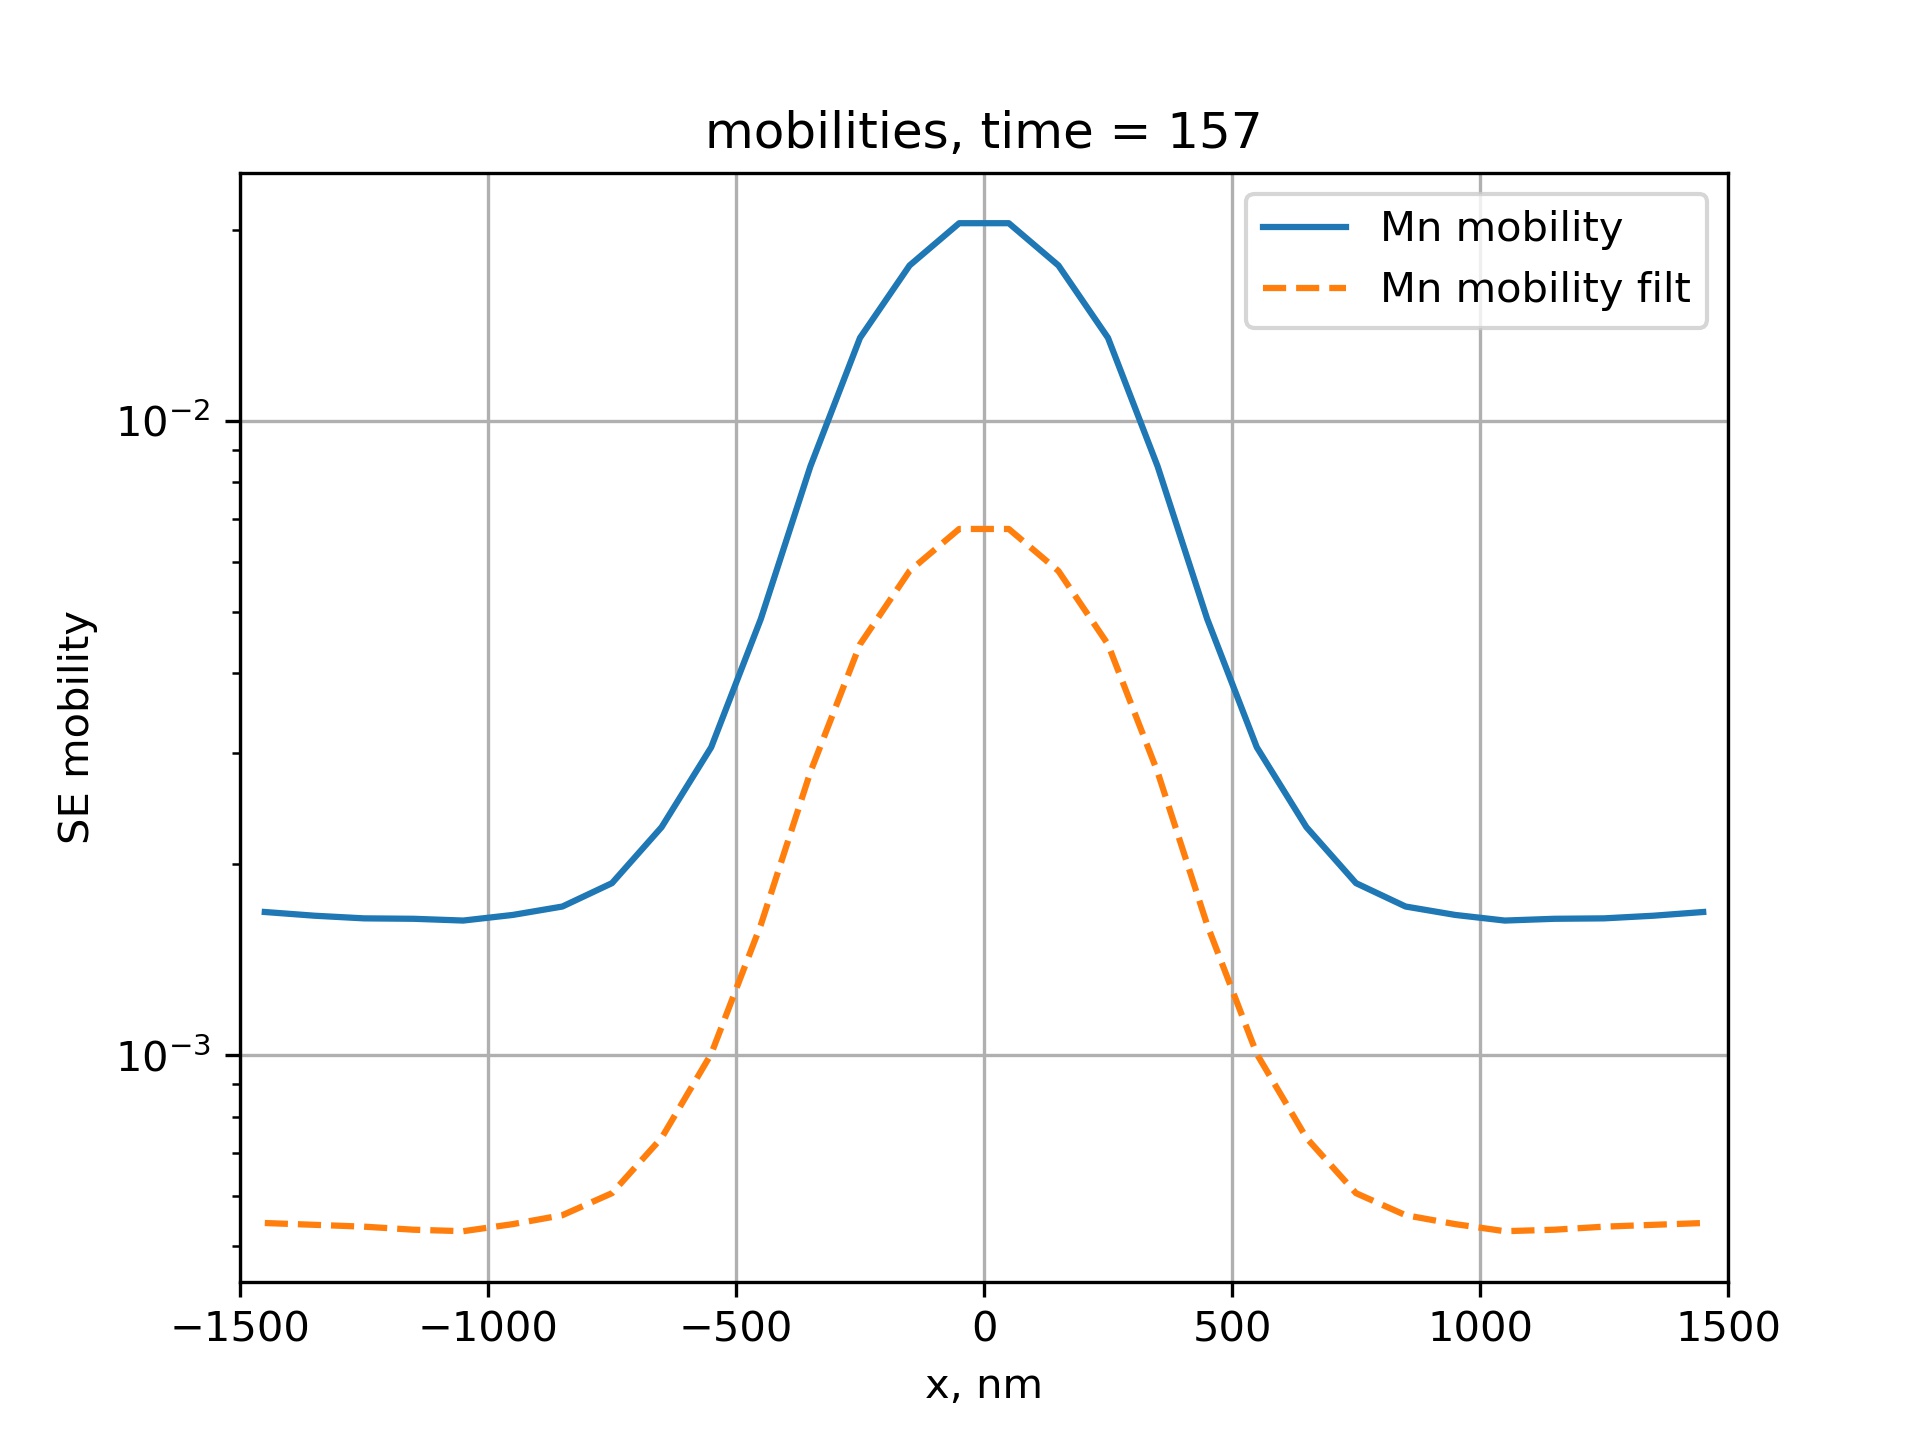 mobilities, time = 157
Mn mobility
Mn mobility filt
SE mobility
10⁻²
10⁻³
−1500 −1000 −500 0 500 1000 1500
x, nm